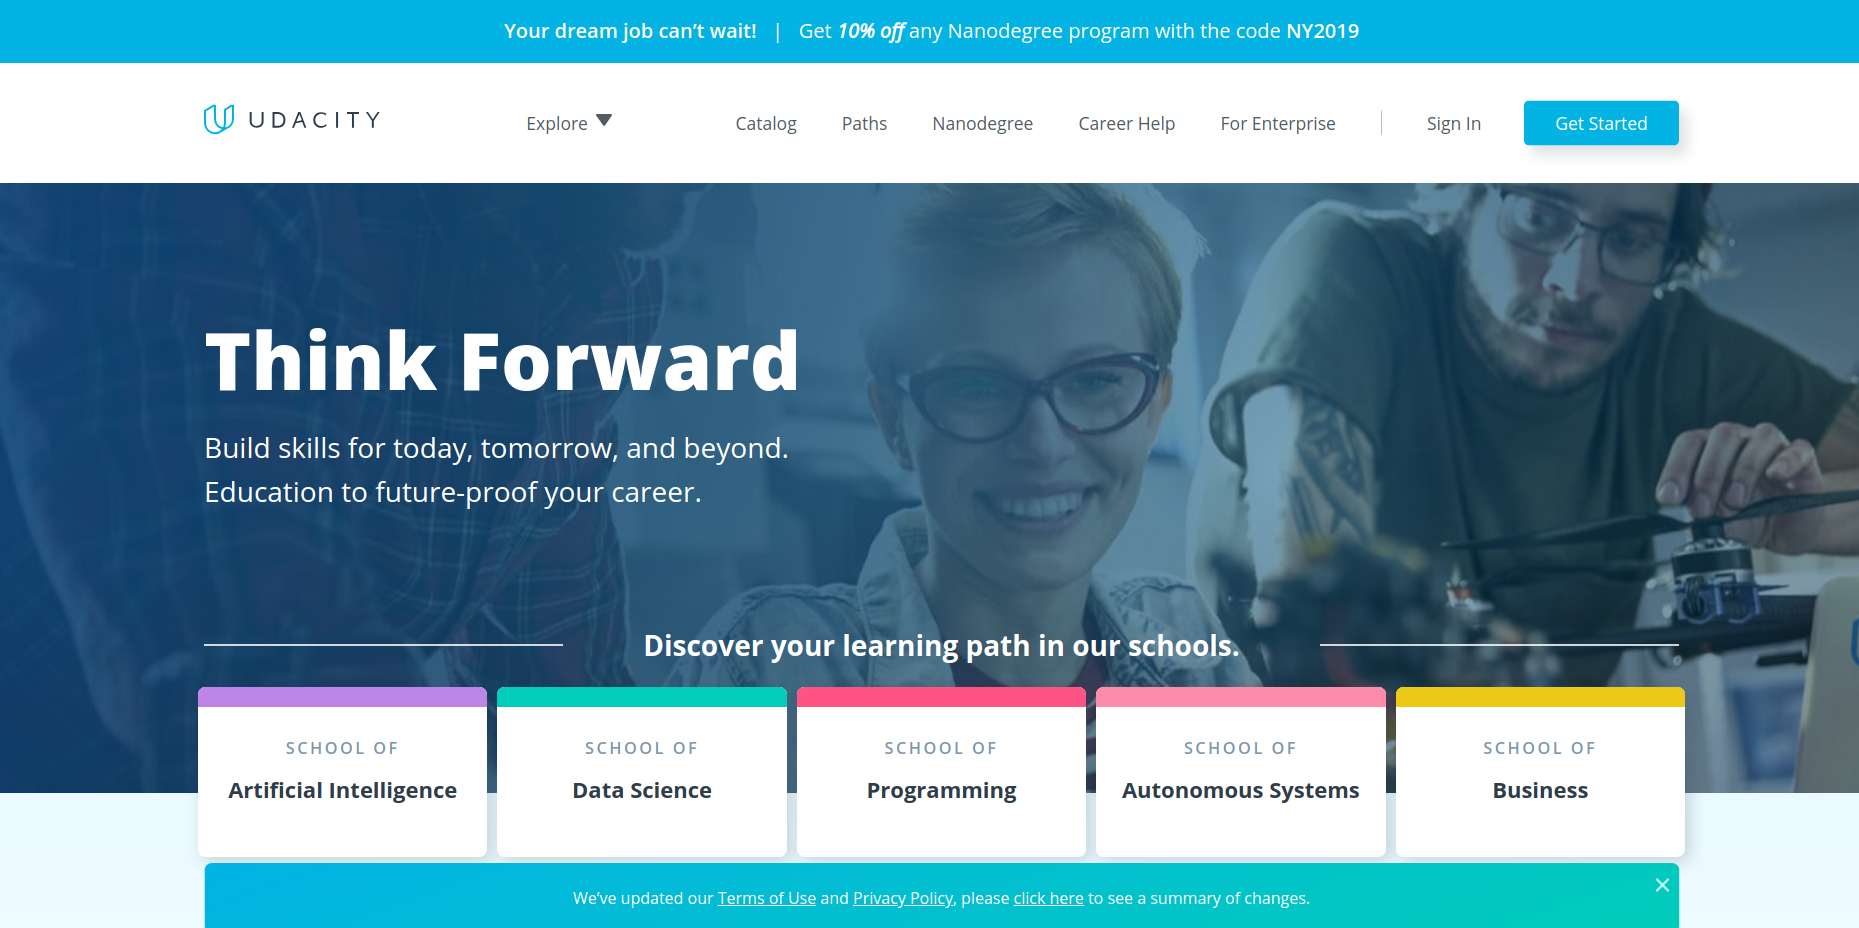 Your dream job can’t wait! | Get 10% off any Nanodegree program with the code NY2019
UDACITY
Explore
Catalog
Paths
Nanodegree
Career Help
For Enterprise
Sign In
Get Started
Think Forward
Build skills for today, tomorrow, and beyond.
Education to future-proof your career.
Discover your learning path in our schools.
SCHOOL OF
Artificial Intelligence
SCHOOL OF
Data Science
SCHOOL OF
Programming
SCHOOL OF
Autonomous Systems
SCHOOL OF
Business
We’ve updated our Terms of Use and Privacy Policy, please click here to see a summary of changes.